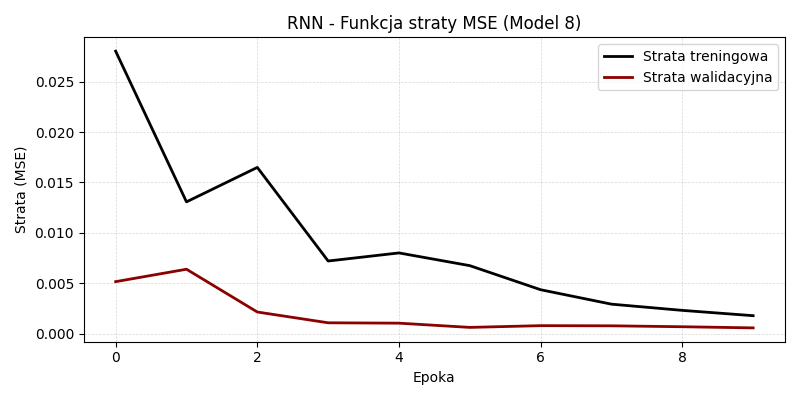 RNN - Funkcja straty MSE (Model 8)
Strata treningowa
Strata walidacyjna
Strata (MSE)
0.025
0.020
0.015
0.010
0.005
0.000
0 2 4 6 8
Epoka